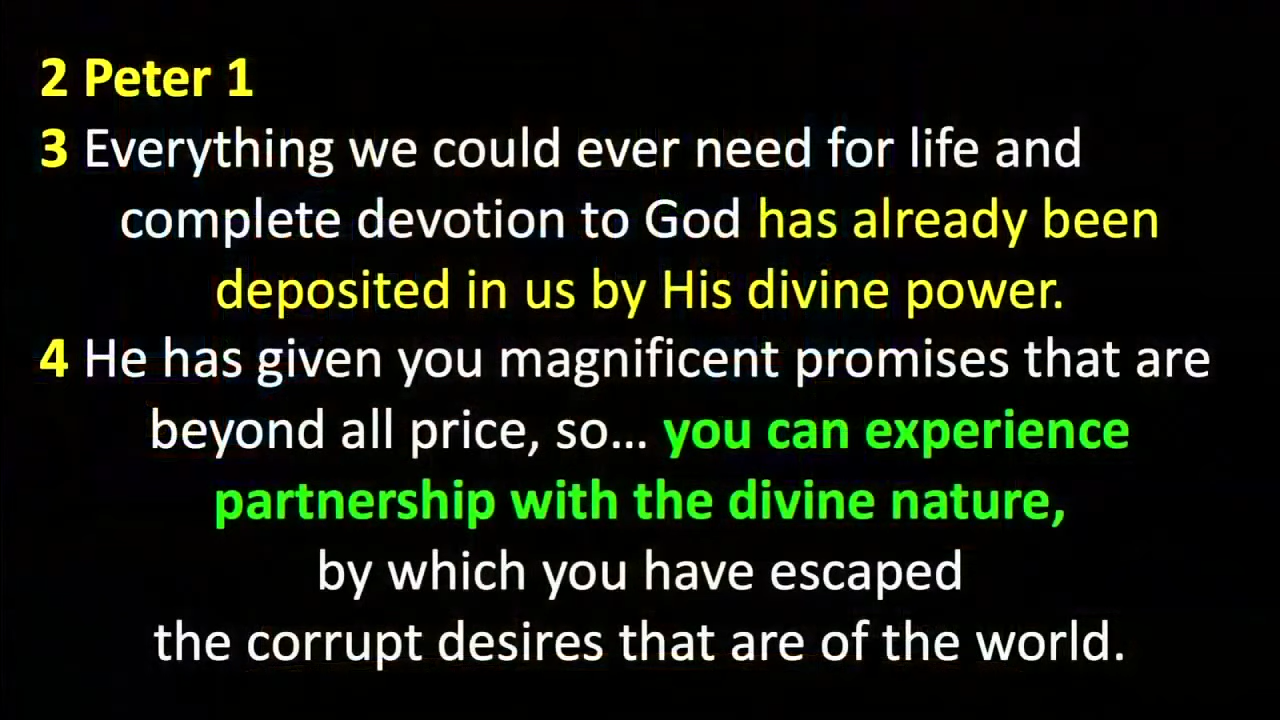 2 Peter 1
3 Everything we could ever need for life and
complete devotion to God has already been
deposited in us by His divine power.
4 He has given you magnificent promises that are
beyond all price, so... you can experience
partnership with the divine nature,
by which you have escaped
the corrupt desires that are of the world.